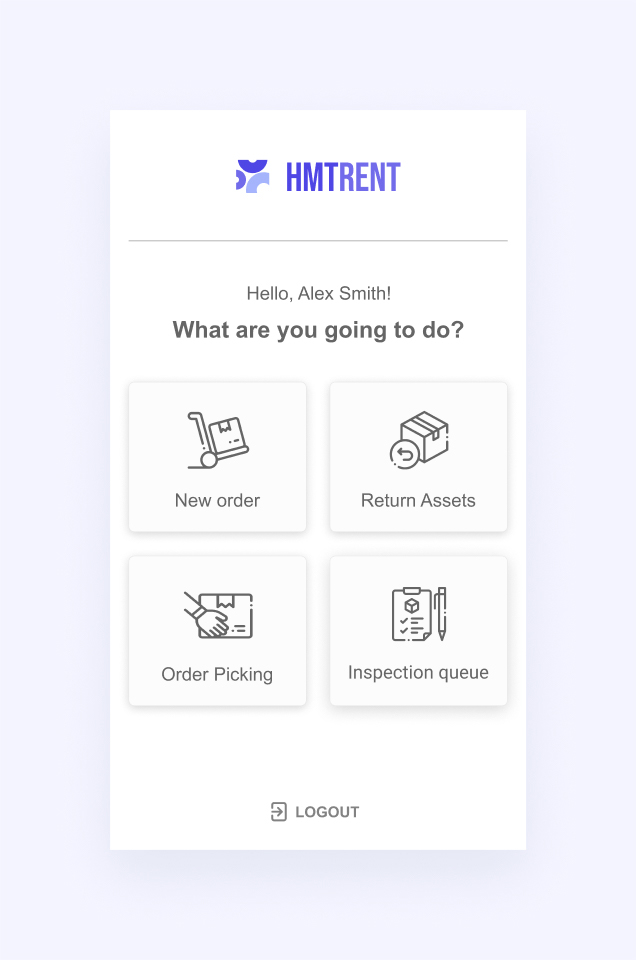 HMTRENT
Hello, Alex Smith!
What are you going to do?
New order
Return Assets
Order Picking
Inspection queue
LOGOUT